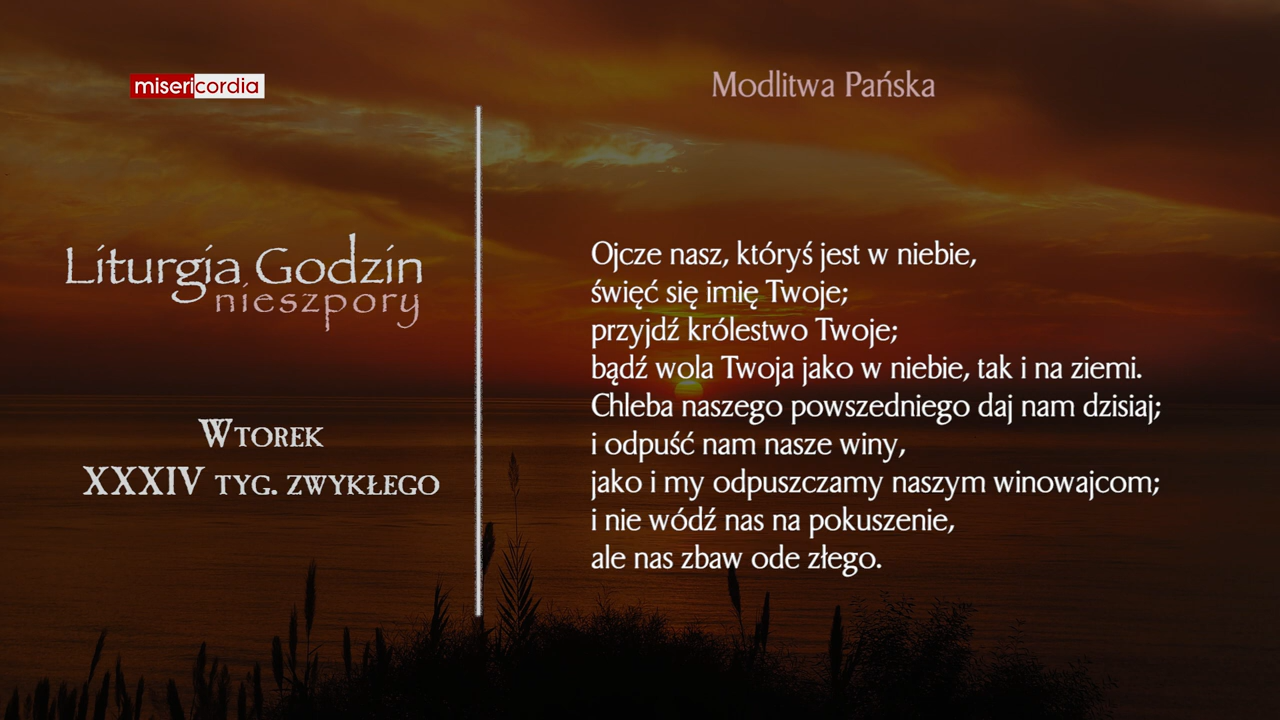 misericordia
Liturgia Godzin
nieszpory
Wtorek
XXXIV tyg. zwykłego
Modlitwa Pańska
Ojcze nasz, któryś jest w niebie,
święć się imię Twoje;
przyjdź królestwo Twoje;
bądź wola Twoja jako w niebie, tak i na ziemi.
Chleba naszego powszedniego daj nam dzisiaj;
i odpuść nam nasze winy,
jako i my odpuszczamy naszym winowajcom;
i nie wódź nas na pokuszenie,
ale nas zbaw ode złego.